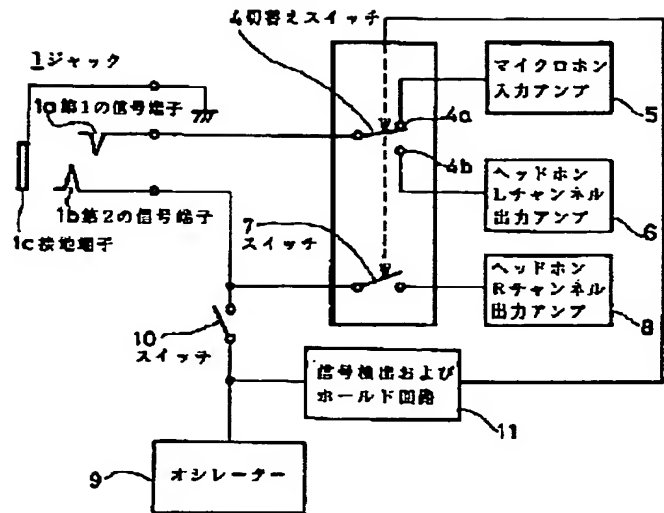 4切替えスイッチ
1ジャック
1a第1の信号端子
1b第2の信号端子
1c接地端子
4a
4b
マイクロホン
入力アンプ
5
ヘッドホン
Lチャンネル
出力アンプ
6
7
スイッチ
ヘッドホン
Rチャンネル
出力アンプ
8
10
スイッチ
信号検出および
ホールド回路
11
9
オシレーター